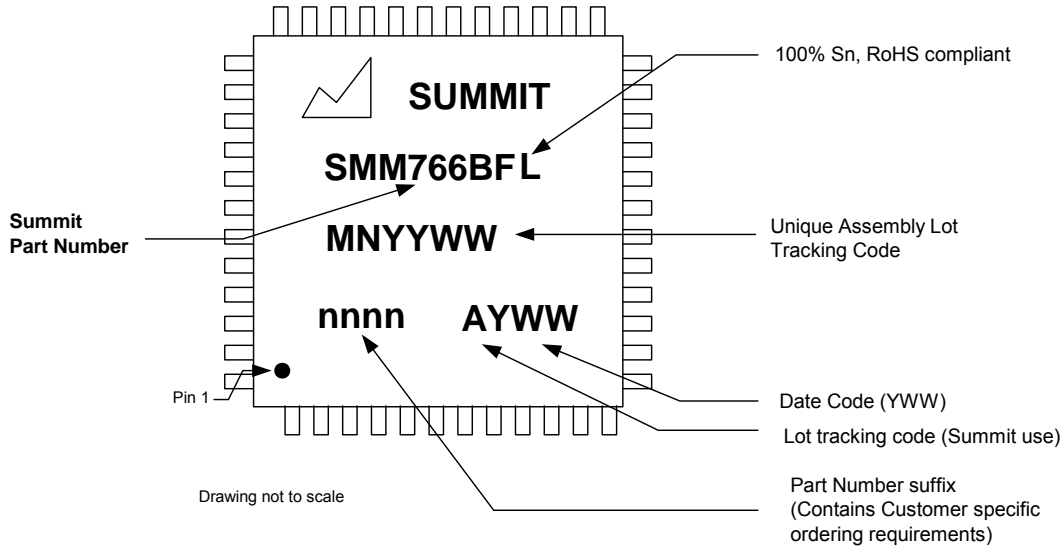 100% Sn, RoHS compliant
SUMMIT
SMM766BFL
Summit
Part Number
MNYYWW
Unique Assembly Lot
Tracking Code
nnnn AYWW
Pin 1
Date Code (YWW)
Lot tracking code (Summit use)
Drawing not to scale
Part Number suffix
(Contains Customer specific
ordering requirements)